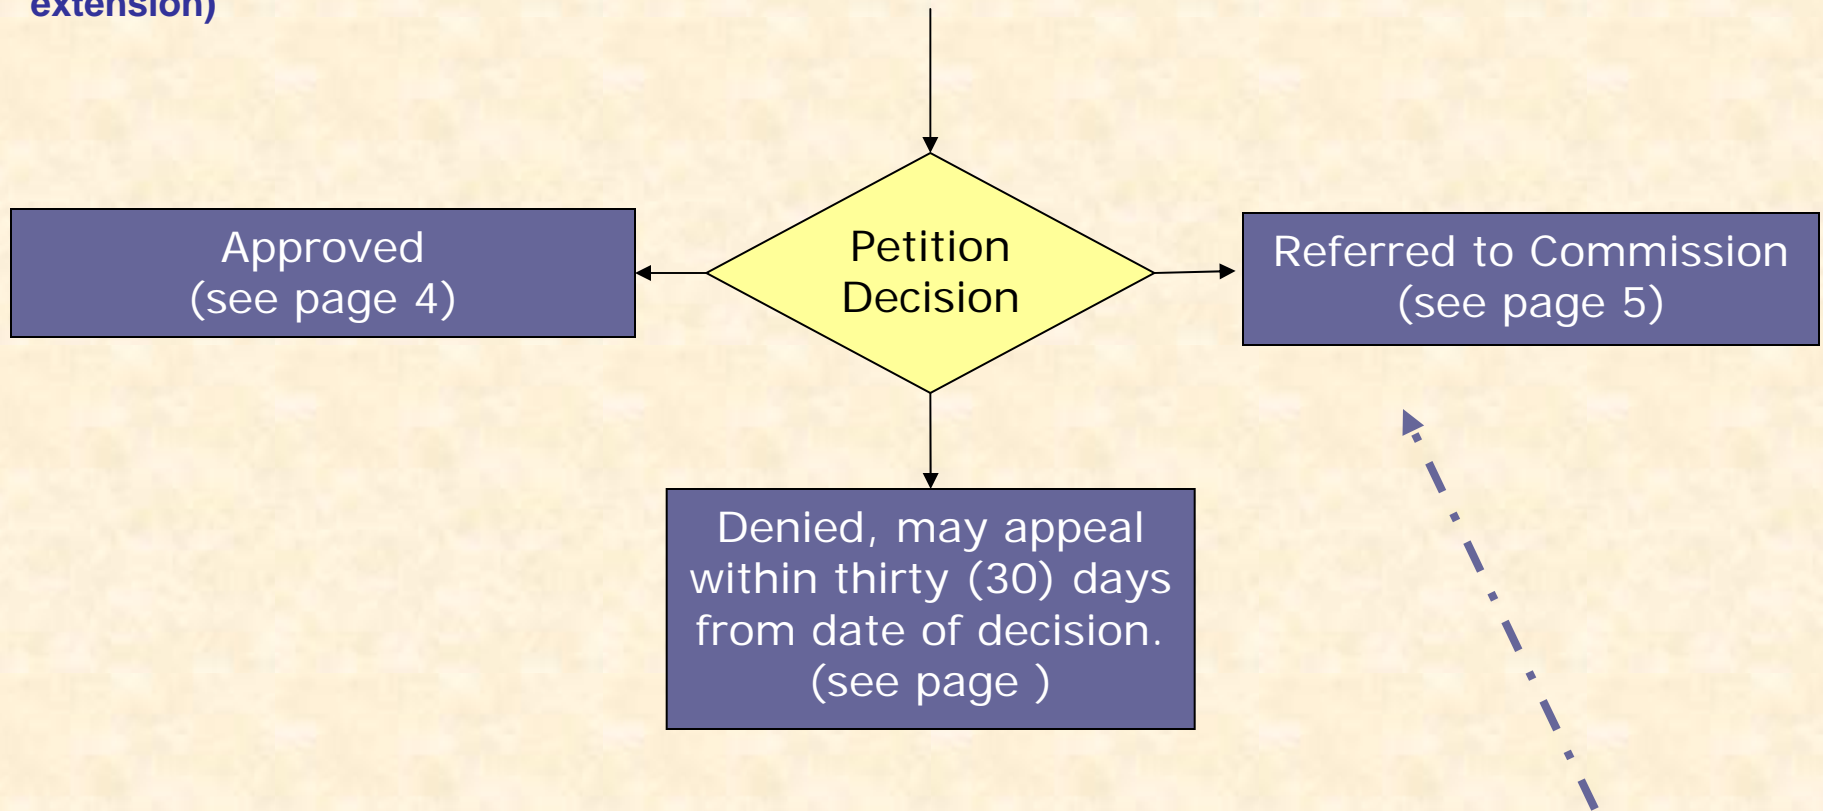 extension)
Petition
Decision
Approved
(see page 4)
Referred to Commission
(see page 5)
Denied, may appeal
within thirty (30) days
from date of decision.
(see page )